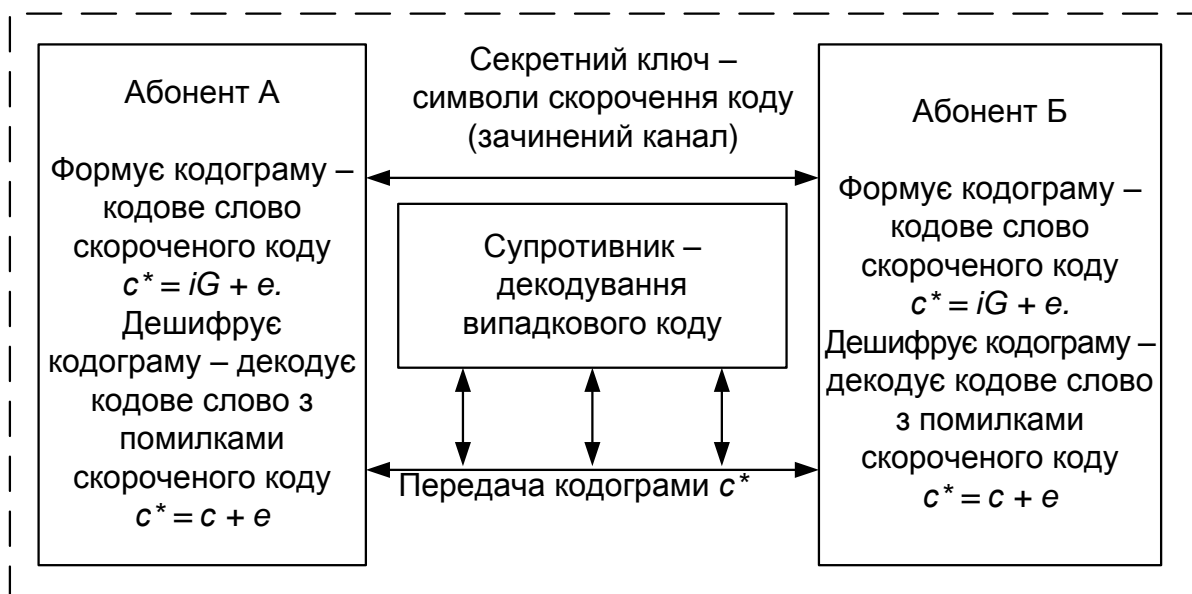 Абонент А
Формує кодограму –
кодове слово
скороченого коду
c* = iG + e.
Дешифрує
кодограму – декодує
кодове слово з
помилками
скороченого коду
c* = c + e
Секретний ключ –
символи скорочення коду
(зачинений канал)
Супротивник –
декодування
випадкового коду
Передача кодограми c*
Абонент Б
Формує кодограму –
кодове слово
скороченого коду
c* = iG + e.
Дешифрує кодограму –
декодує кодове слово
з помилками
скороченого коду
c* = c + e